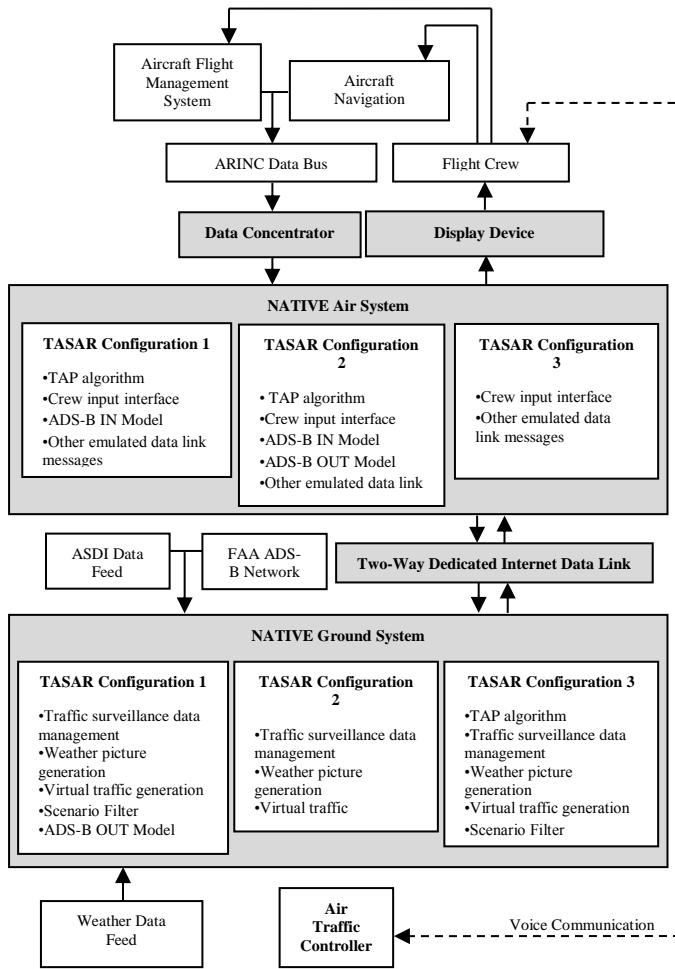 Aircraft Flight
Management
System
Aircraft
Navigation
ARINC Data Bus
Flight Crew
Data Concentrator
Display Device
NATIVE Air System
TASAR Configuration 1
•TAP algorithm
•Crew input interface
•ADS-B IN Model
•Other emulated data link
messages
TASAR Configuration
2
• TAP algorithm
•Crew input interface
•ADS-B IN Model
•ADS-B OUT Model
•Other emulated data link
TASAR Configuration
3
•Crew input interface
•Other emulated data
link messages
ASDI Data
Feed
FAA ADS-
B Network
Two-Way Dedicated Internet Data Link
NATIVE Ground System
TASAR Configuration 1
•Traffic surveillance data
management
•Weather picture
generation
•Virtual traffic generation
•Scenario Filter
•ADS-B OUT Model
TASAR Configuration
2
•Traffic surveillance data
management
•Weather picture
generation
•Virtual traffic
TASAR Configuration 3
•TAP algorithm
•Traffic surveillance data
management
•Weather picture
generation
•Virtual traffic generation
•Scenario Filter
Weather Data
Feed
Air
Traffic
Controller
Voice Communication